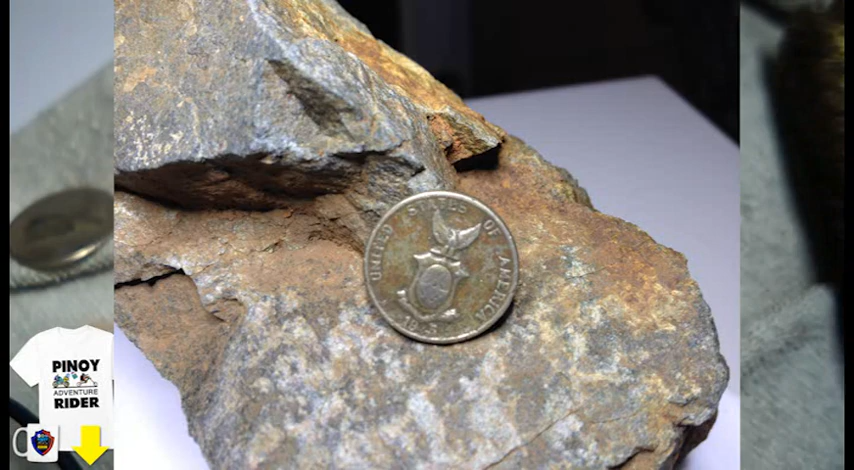 UNITED STATES OF AMERICA
PINOY
ADVENTURE
RIDER